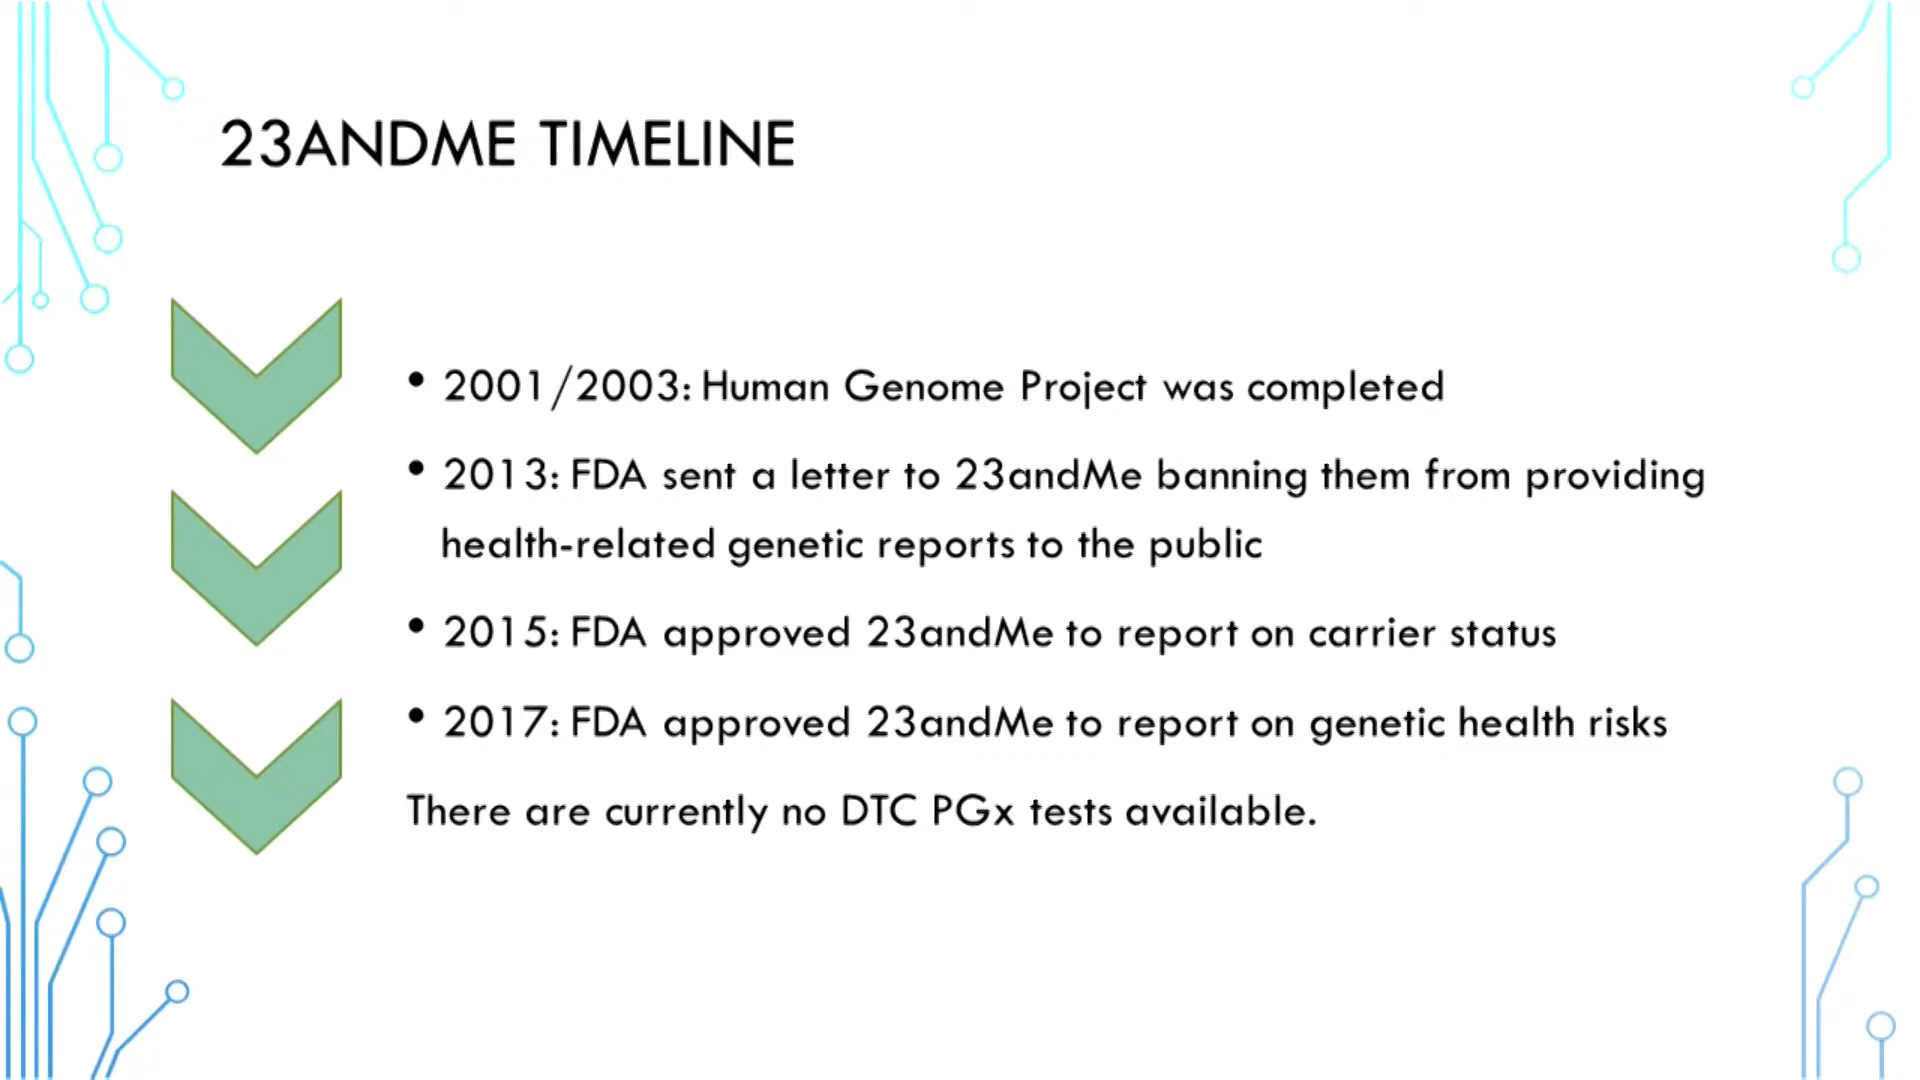 23ANDME TIMELINE
• 2001/2003: Human Genome Project was completed
• 2013: FDA sent a letter to 23andMe banning them from providing
health-related genetic reports to the public
• 2015: FDA approved 23andMe to report on carrier status
• 2017: FDA approved 23andMe to report on genetic health risks
There are currently no DTC PGx tests available.